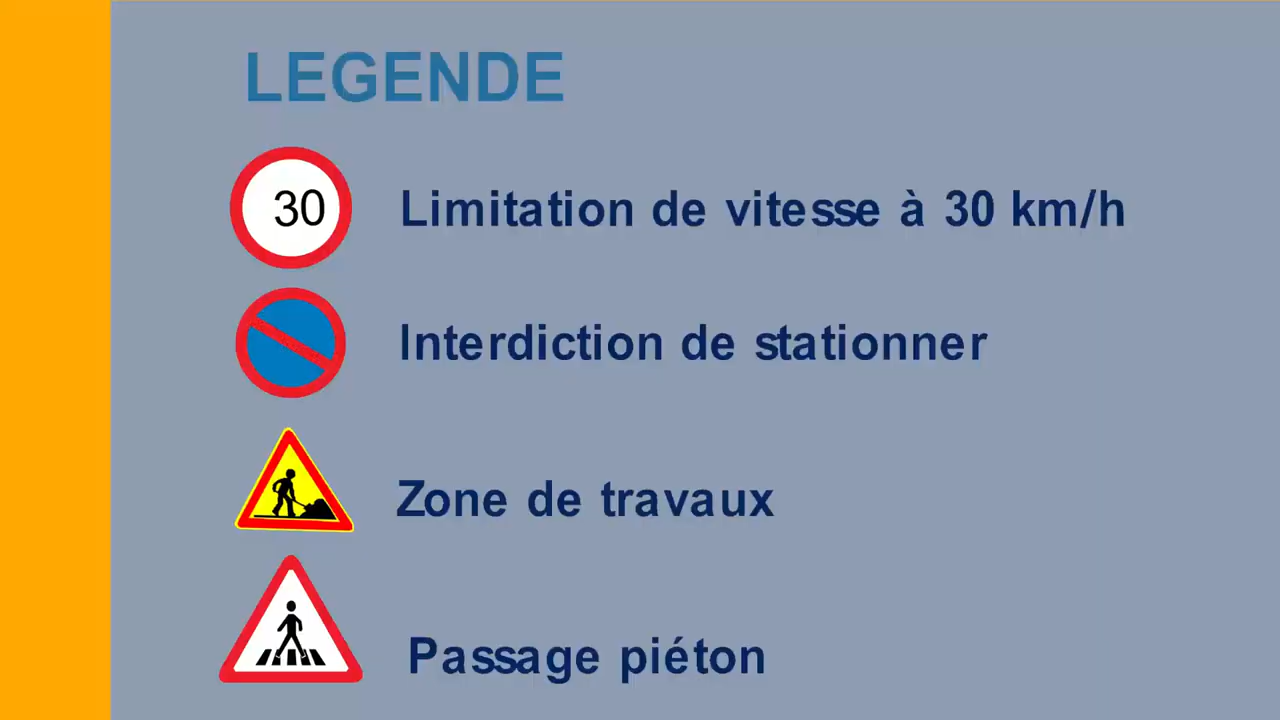 LEGENDE
30
Limitation de vitesse à 30 km/h
Interdiction de stationner
Zone de travaux
Passage piéton